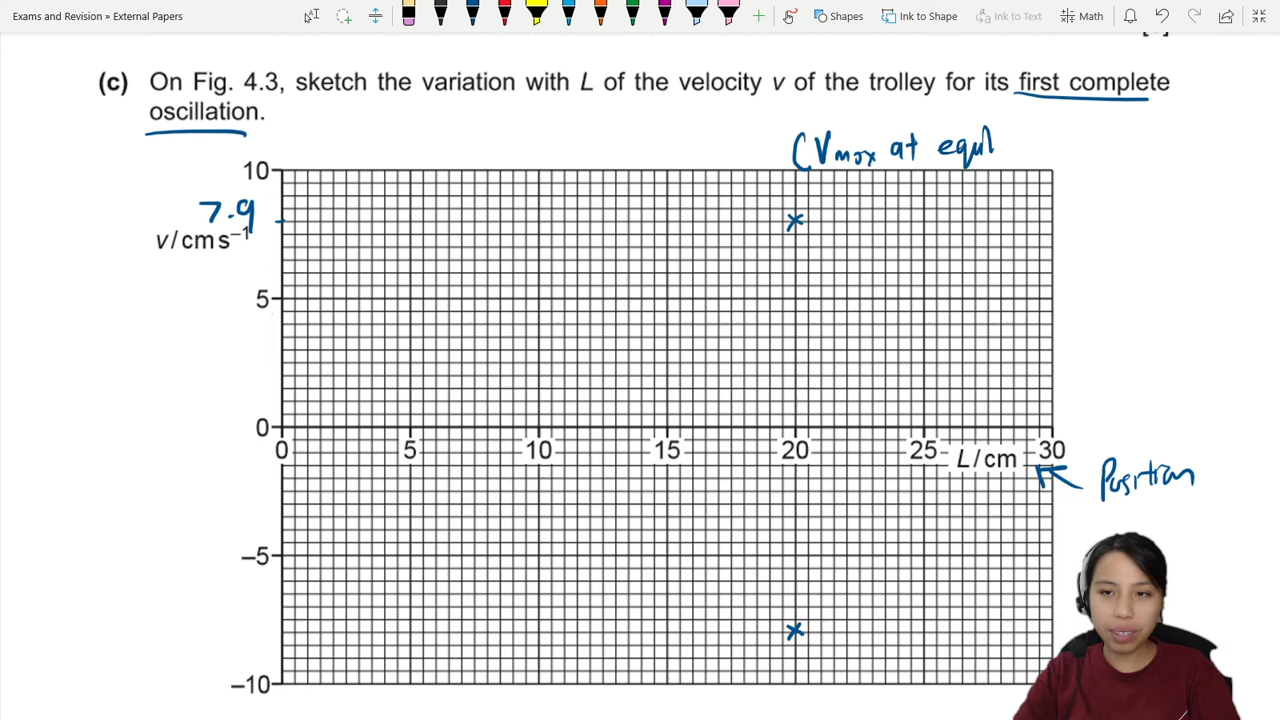 Exams and Revision » External Papers
Shapes
Ink to Shape
Ink to Text
Math
(c) On Fig. 4.3, sketch the variation with L of the velocity v of the trolley for its first complete
oscillation.
(Vmax at equl
10
7.9
v/cm s⁻¹
5
0
0 5 10 15 20 25 L/cm 30
Position
–5
–10